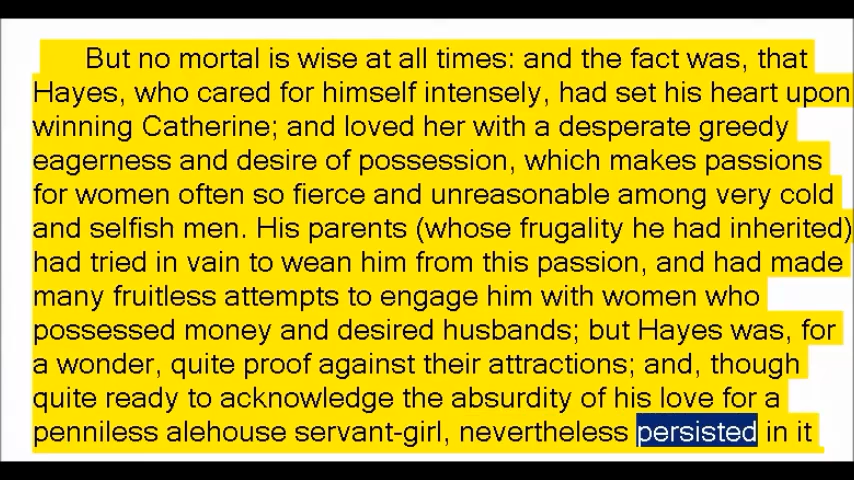 But no mortal is wise at all times: and the fact was, that
Hayes, who cared for himself intensely, had set his heart upon
winning Catherine; and loved her with a desperate greedy
eagerness and desire of possession, which makes passions
for women often so fierce and unreasonable among very cold
and selfish men. His parents (whose frugality he had inherited)
had tried in vain to wean him from this passion, and had made
many fruitless attempts to engage him with women who
possessed money and desired husbands; but Hayes was, for
a wonder, quite proof against their attractions; and, though
quite ready to acknowledge the absurdity of his love for a
penniless alehouse servant-girl, nevertheless persisted in it